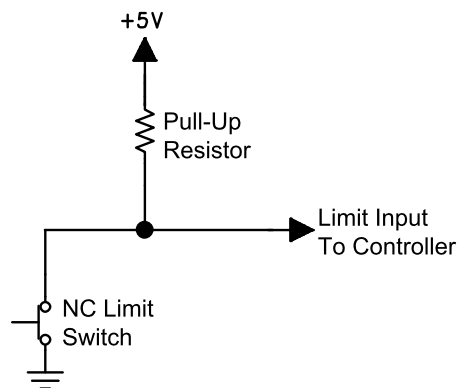 +5V
Pull-Up
Resistor
Limit Input
To Controller
NC Limit
Switch